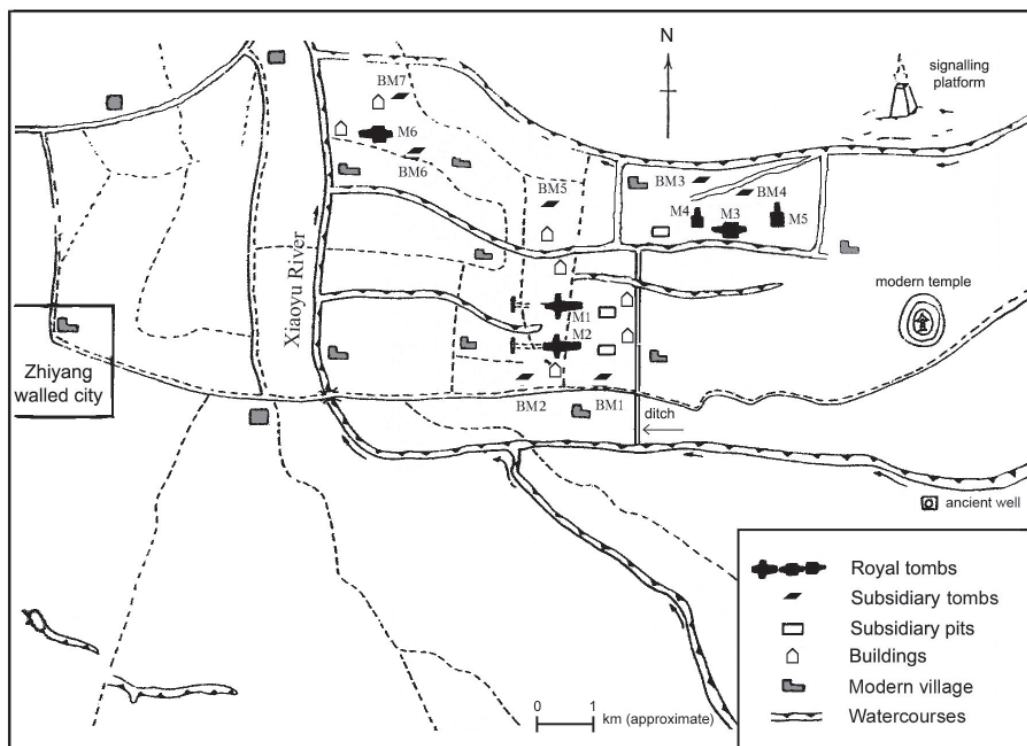 N
signalling
platform
BM7
M6
BM6
BM5
BM3
BM4
M4
M3
M5
Xiaoyu River
modern temple
M1
M2
Zhiyang
walled city
BM2
BM1
ditch
ancient well
Royal tombs
Subsidiary tombs
Subsidiary pits
Buildings
Modern village
Watercourses
0 1
km (approximate)